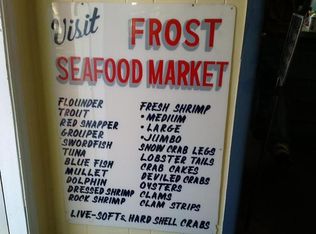 Visit FROST
SEAFOOD MARKET
FLOUNDER
TROUT
RED SNAPPER
GROUPER
SWORDFISH
TUNA
BLUE FISH
MULLET
DOLPHIN
DRESSED SHRIMP
ROCK SHRIMP
FRESH SHRIMP
• MEDIUM
• LARGE
• JUMBO
SNOW CRAB LEGS
LOBSTER TAILS
CRAB CAKES
DEVILED CRABS
OYSTERS
CLAMS
CLAM STRIPS
LIVE-SOFT & HARD SHELL CRABS